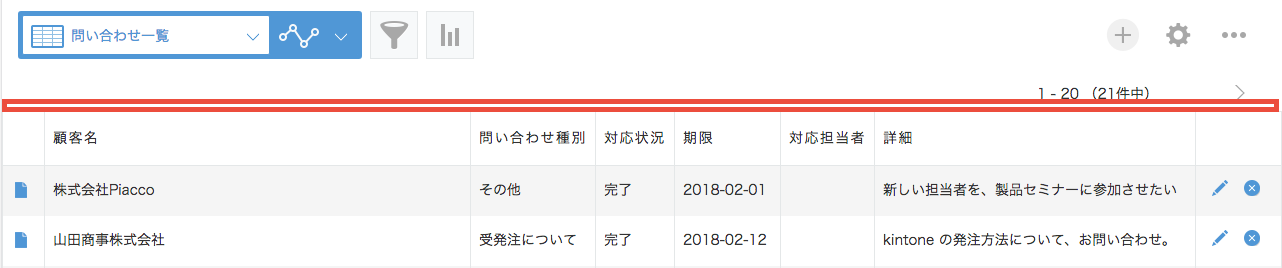 問い合わせ一覧
1 - 20 （21件中）
顧客名 問い合わせ種別 対応状況 期限 対応担当者 詳細
株式会社Piacco その他 完了 2018-02-01 新しい担当者を、製品セミナーに参加させたい
山田商事株式会社 受発注について 完了 2018-02-12 kintone の発注方法について、お問い合わせ。